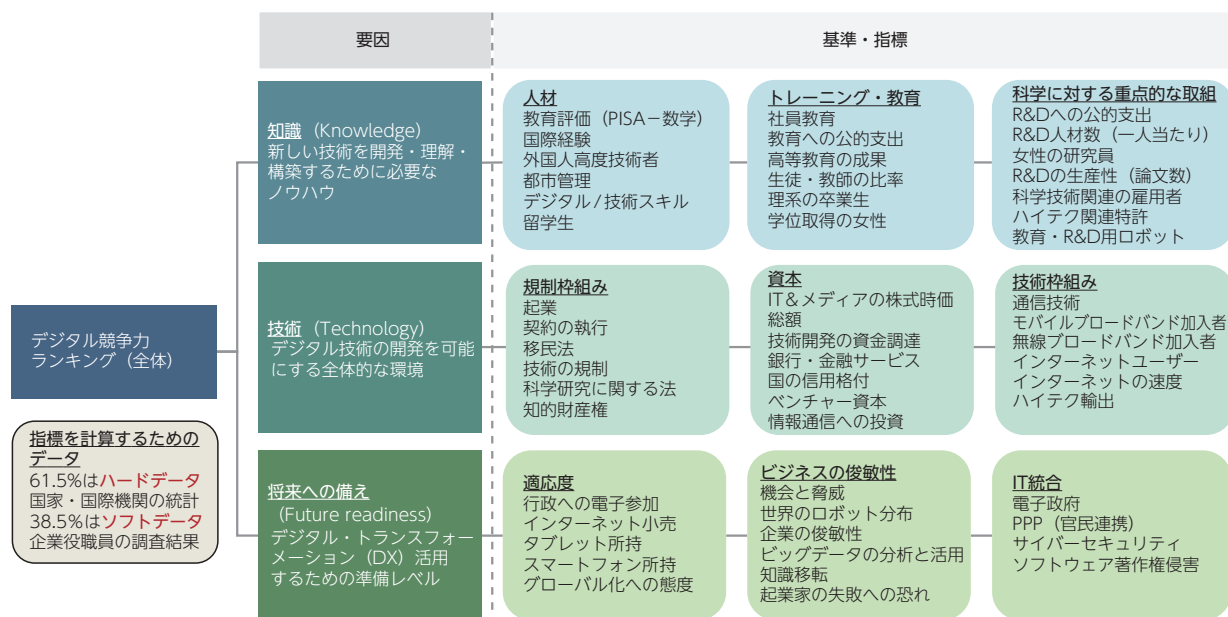 要因
基準・指標
デジタル競争力
ランキング（全体）
指標を計算するための
データ
61.5%はハードデータ
国家・国際機関の統計
38.5%はソフトデータ
企業役職員の調査結果
知識（Knowledge）
新しい技術を開発・理解・
構築するために必要な
ノウハウ
人材
教育評価（PISA－数学）
国際経験
外国人高度技術者
都市管理
デジタル/技術スキル
留学生
トレーニング・教育
社員教育
教育への公的支出
高等教育の成果
生徒・教師の比率
理系の卒業生
学位取得の女性
科学に対する重点的な取組
R&Dへの公的支出
R&D人材数（一人当たり）
女性の研究員
R&Dの生産性（論文数）
科学技術関連の雇用者
ハイテク関連特許
教育・R&D用ロボット
技術（Technology）
デジタル技術の開発を可能
にする全体的な環境
規制枠組み
起業
契約の執行
移民法
技術の規制
科学研究に関する法
知的財産権
資本
IT＆メディアの株式時価
総額
技術開発の資金調達
銀行・金融サービス
国の信用格付
ベンチャー資本
情報通信への投資
技術枠組み
通信技術
モバイルブロードバンド加入者
無線ブロードバンド加入者
インターネットユーザー
インターネットの速度
ハイテク輸出
将来への備え
（Future readiness）
デジタル・トランスフォー
メーション（DX）活用
するための準備レベル
適応度
行政への電子参加
インターネット小売
タブレット所持
スマートフォン所持
グローバル化への態度
ビジネスの俊敏性
機会と脅威
世界のロボット分布
企業の俊敏性
ビッグデータの分析と活用
知識移転
起業家の失敗への恐れ
IT統合
電子政府
PPP（官民連携）
サイバーセキュリティ
ソフトウェア著作権侵害